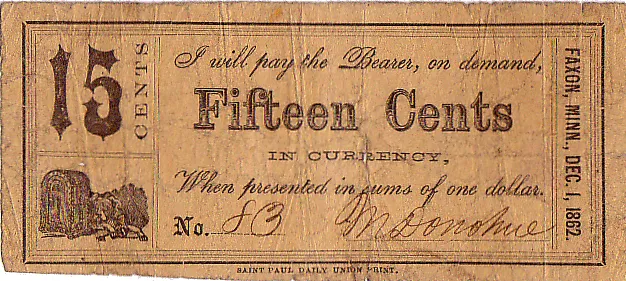 15
CENTS
I will pay the Bearer, on demand,
Fifteen Cents
IN CURRENCY,
When presented in sums of one dollar.
No. 83 M Donohue
FAXON, MINN., DEC. 1, 1862.
SAINT PAUL DAILY UNION PRINT.